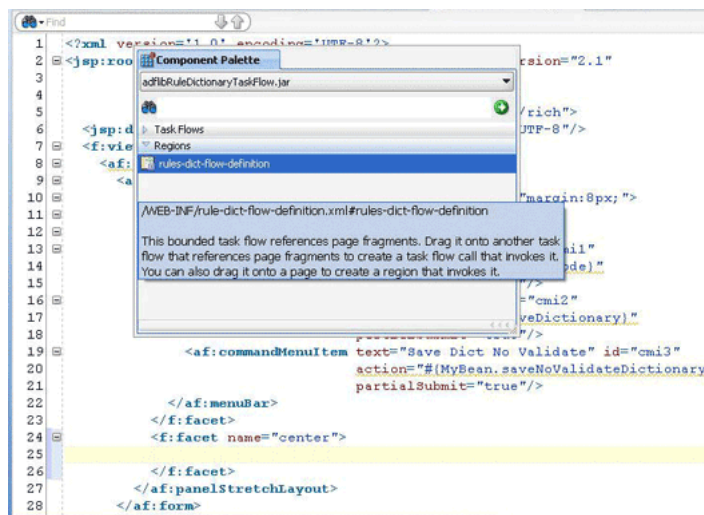 Find
1 <?xml version='1.0' encoding='UTF-8'?>
2 <jsp:roo
Component Palette
rsion="2.1"
3
adflibRuleDictionaryTaskFlow.jar
4
5
/rich">
6 <jsp:d
Task Flows
UTF-8"/>
7 <f:vie
Regions
8 <af:
rules-dict-flow-definition
9 <a
10
"margin:8px;">
11
/WEB-INF/rule-dict-flow-definition.xml#rules-dict-flow-definition
12
13
This bounded task flow references page fragments. Drag it onto another task
mi1"
14
flow that references page fragments to create a task flow call that invokes it.
ode}"
15
You can also drag it onto a page to create a region that invokes it.
"/>
16
="cmi2"
17
veDictionary}"
18
"/>
19 <af:commandMenuItem text="Save Dict No Validate" id="cmi3"
20 action="#{MyBean.saveNoValidateDictionary
21 partialSubmit="true"/>
22 </af:menuBar>
23 </f:facet>
24 <f:facet name="center">
25
26 </f:facet>
27 </af:panelStretchLayout>
28 </af:form>